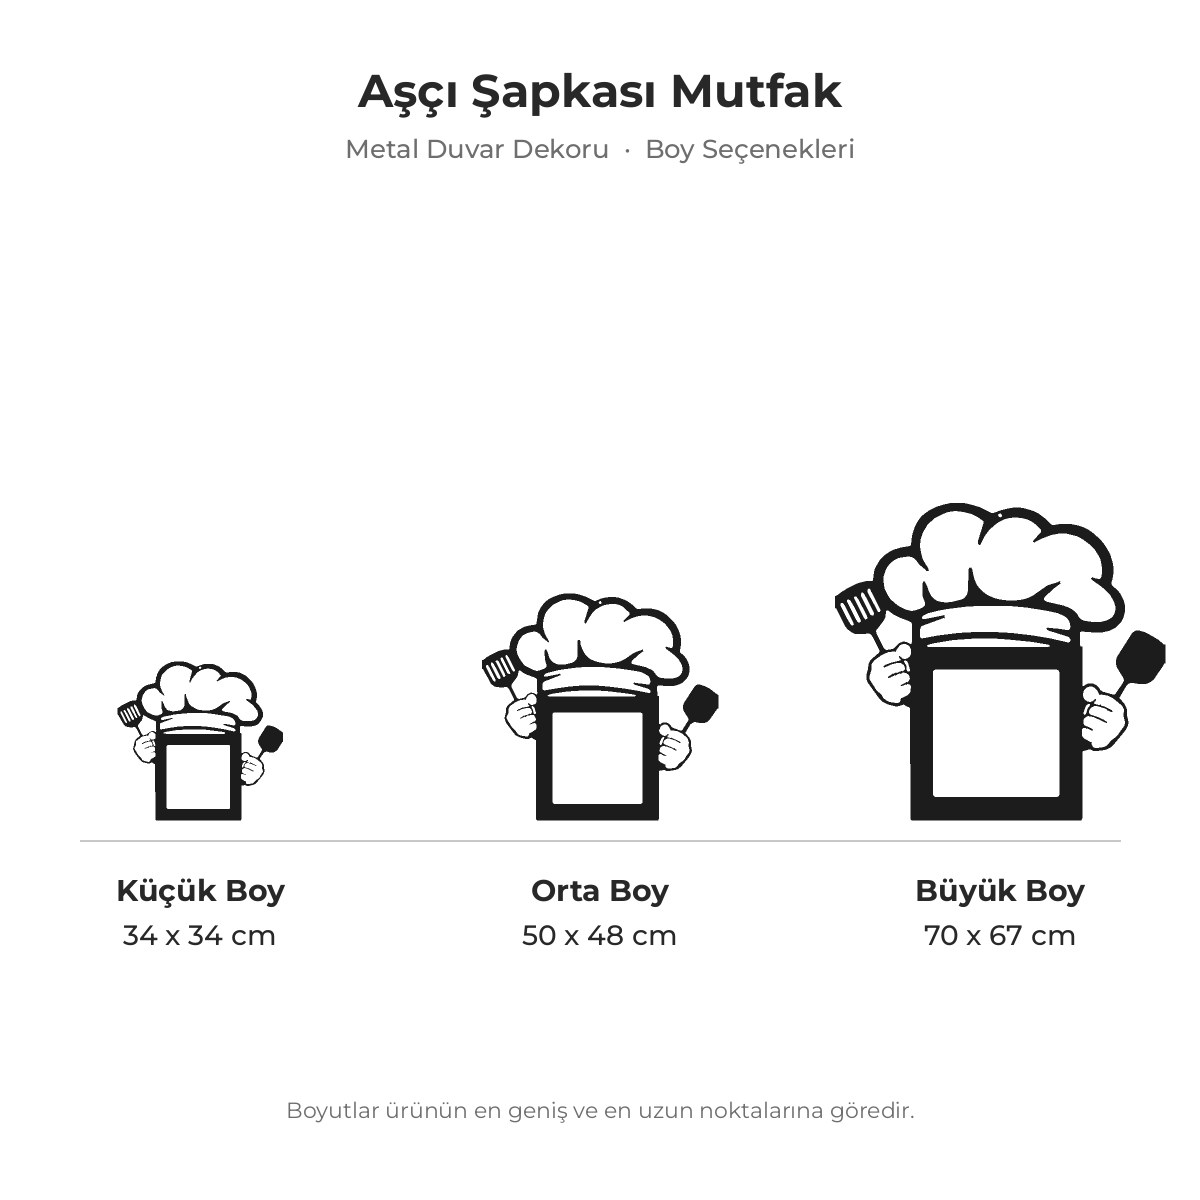 Aşçı Şapkası Mutfak
Metal Duvar Dekoru · Boy Seçenekleri
Küçük Boy
34 x 34 cm
Orta Boy
50 x 48 cm
Büyük Boy
70 x 67 cm
Boyutlar ürünün en geniş ve en uzun noktalarına göredir.